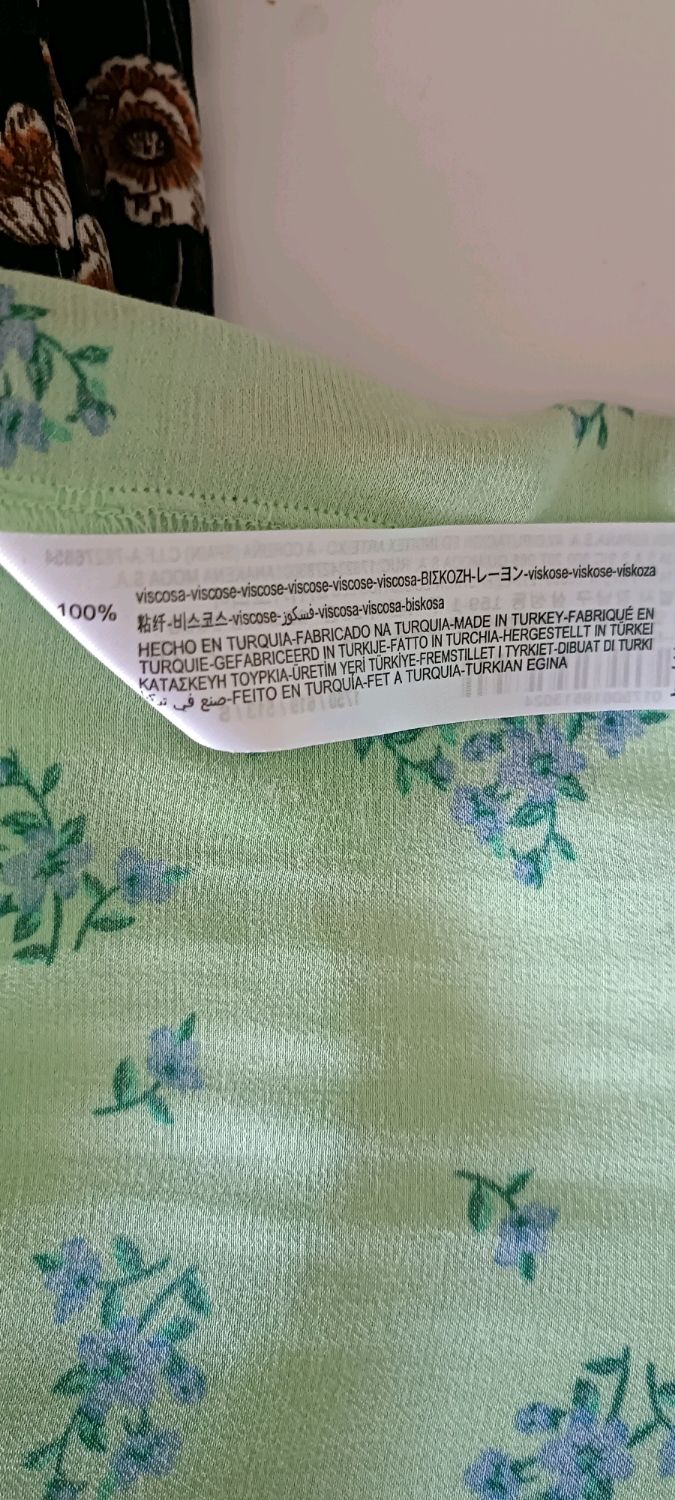 100%
viscosa-viscose-viscose-viscose-viscose-viscosa-ΒΙΣΚΟΖΗ-レーヨン-viskose-viskose-viskoza
粘纤-비스코스-viscose-فسكوز-viscosa-viscosa-biskosa
HECHO EN TURQUIA-FABRICADO NA TURQUIA-MADE IN TURKEY-FABRIQUÉ EN
TURQUIE-GEFABRICEERD IN TURKIJE-FATTO IN TURCHIA-HERGESTELLT IN TÜRKEI
ΚΑΤΑΣΚΕΥΗ ΤΟΥΡΚΙΑ-ÜRETİM YERİ TÜRKİYE-FREMSTILLET I TYRKIET-DIBUAT DI TURKI
صنع في-FEITO EN TURQUÍA-FET A TURQUIA-TURKIAN EGINA